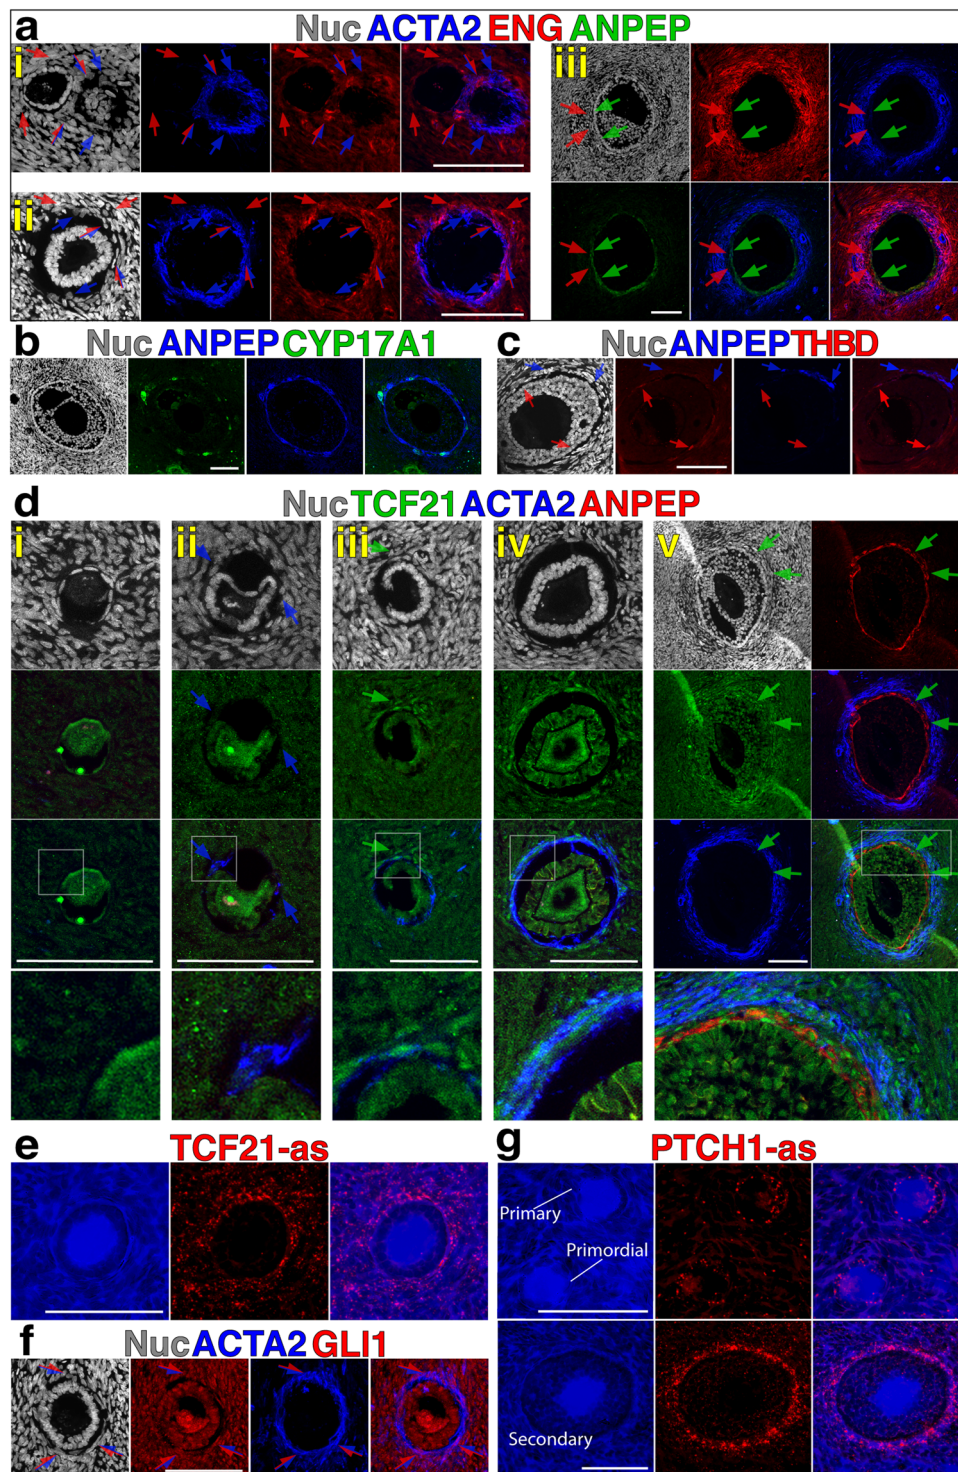 a
Nuc ACTA2 ENG ANPEP
i
iii
ii
b
Nuc ANPEP CYP17A1
c
Nuc ANPEP THBD
d
Nuc TCF21 ACTA2 ANPEP
i
ii
iii
iv
v
e
TCF21-as
g
PTCH1-as
Primary
Primordial
f
Nuc ACTA2 GLI1
Secondary